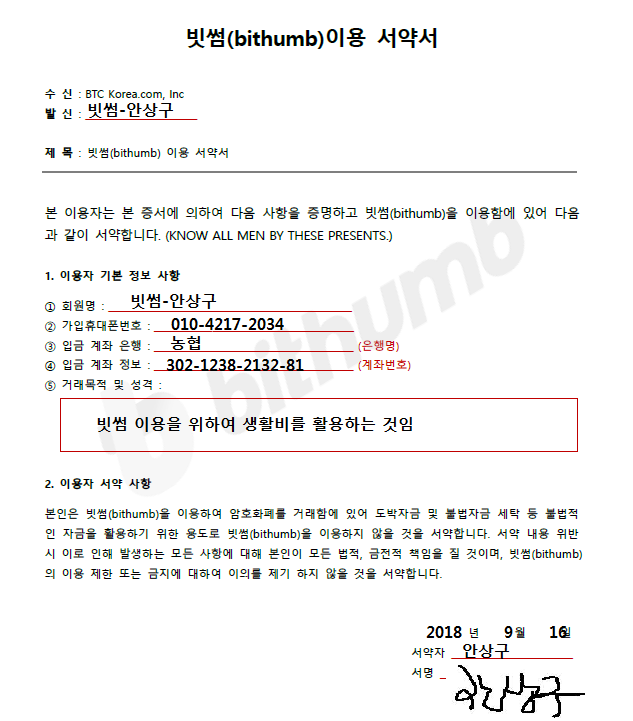 빗썸(bithumb)이용 서약서
수 신 : BTC Korea.com, Inc
발 신 : 빗썸-안상구
제 목 : 빗썸(bithumb) 이용 서약서
본 이용자는 본 증서에 의하여 다음 사항을 증명하고 빗썸(bithumb)을 이용함에 있어 다음
과 같이 서약합니다. (KNOW ALL MEN BY THESE PRESENTS.)
1. 이용자 기본 정보 사항
① 회원명 : 빗썸-안상구
② 가입휴대폰번호 : 010-4217-2034
③ 입금 계좌 은행 : 농협 (은행명)
④ 입금 계좌 정보 : 302-1238-2132-81 (계좌번호)
⑤ 거래목적 및 성격 :
빗썸 이용을 위하여 생활비를 활용하는 것임
bithumb
2. 이용자 서약 사항
본인은 빗썸(bithumb)을 이용하여 암호화폐를 거래함에 있어 도박자금 및 불법자금 세탁 등 불법적
인 자금을 활용하기 위한 용도로 빗썸(bithumb)을 이용하지 않을 것을 서약합니다. 서약 내용 위반
시 이로 인해 발생하는 모든 사항에 대해 본인이 모든 법적, 금전적 책임을 질 것이며, 빗썸(bithumb)
의 이용 제한 또는 금지에 대하여 이의를 제기 하지 않을 것을 서약합니다.
2018 년 9월 16일
서약자 안상구
서명 안상구